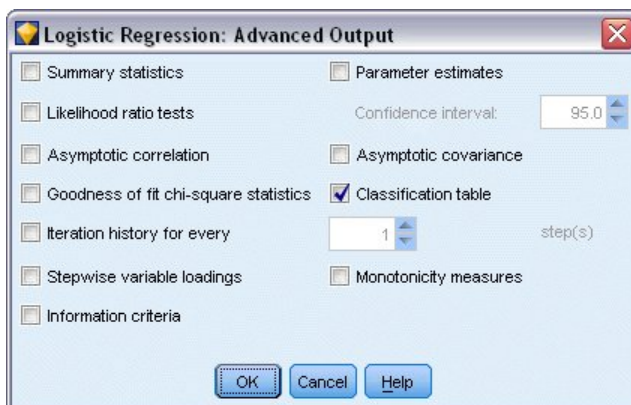 Logistic Regression: Advanced Output
Summary statistics
Parameter estimates
Likelihood ratio tests
Confidence interval:
95.0
Asymptotic correlation
Asymptotic covariance
Goodness of fit chi-square statistics
Classification table
Iteration history for every
1
step(s)
Stepwise variable loadings
Monotonicity measures
Information criteria
OK
Cancel
Help